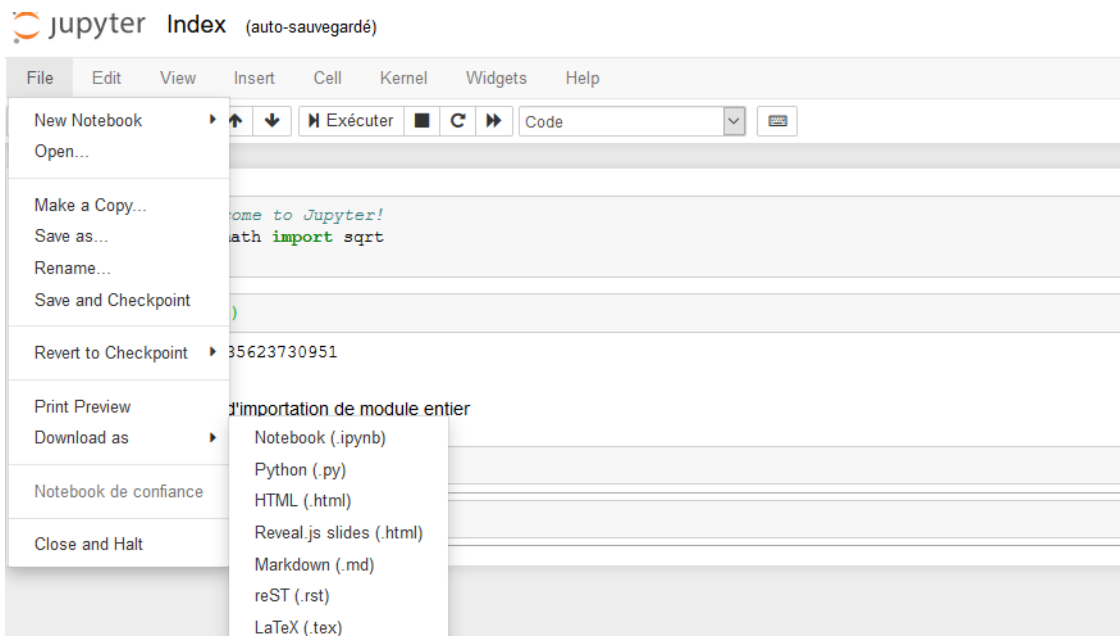 jupyter Index (auto-sauvegardé)
File Edit View Insert Cell Kernel Widgets Help
New Notebook
Exécuter
Code
Open...
Make a Copy...
ome to Jupyter!
Save as...
ath import sqrt
Rename...
Save and Checkpoint
)
Revert to Checkpoint
35623730951
Print Preview
d'importation de module entier
Download as
Notebook (.ipynb)
Python (.py)
Notebook de confiance
HTML (.html)
Reveal.js slides (.html)
Close and Halt
Markdown (.md)
reST (.rst)
LaTeX (.tex)